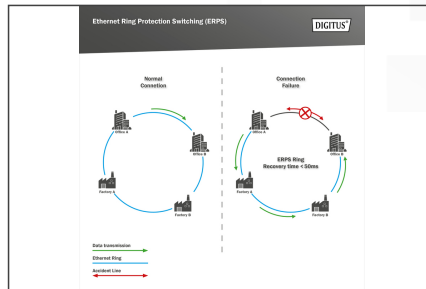 Ethernet Ring Protection Switching (ERPS)
DIGITUS®
Normal
Connetion
Connection
Failure
Office A
Office B
Factory A
Factory B
Office A
Office B
ERPS Ring
Recovery time <50ms
Factory A
Factory B
Data transmission
Ethernet Ring
Accident Line